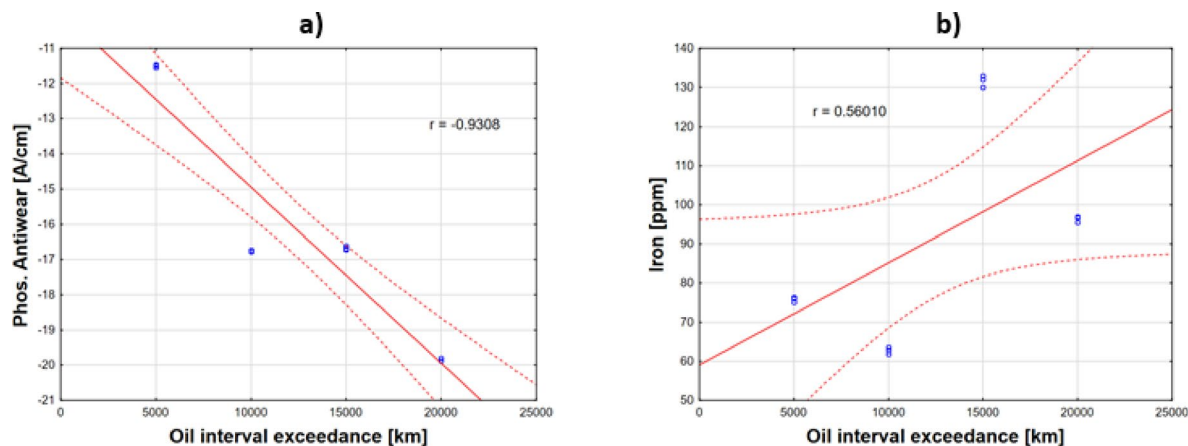 a)
-11
-12
-13
-14
-15
-16
-17
-18
-19
-20
-21
Phos. Antiwear [A/cm]
r = -0.9308
0 5000 10000 15000 20000 25000
Oil interval exceedance [km]
b)
140
130
120
110
100
90
80
70
60
50
Iron [ppm]
r = 0.56010
0 5000 10000 15000 20000 25000
Oil interval exceedance [km]